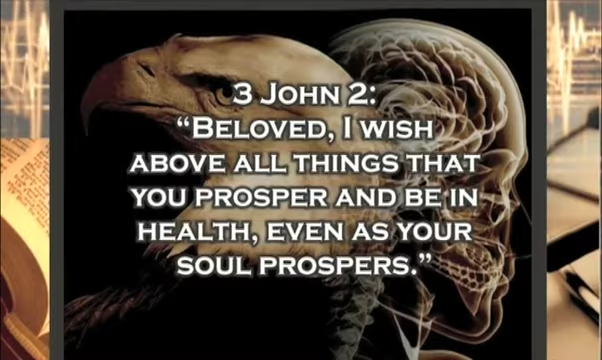 3 John 2:
“Beloved, I wish
above all things that
you prosper and be in
health, even as your
soul prospers.”